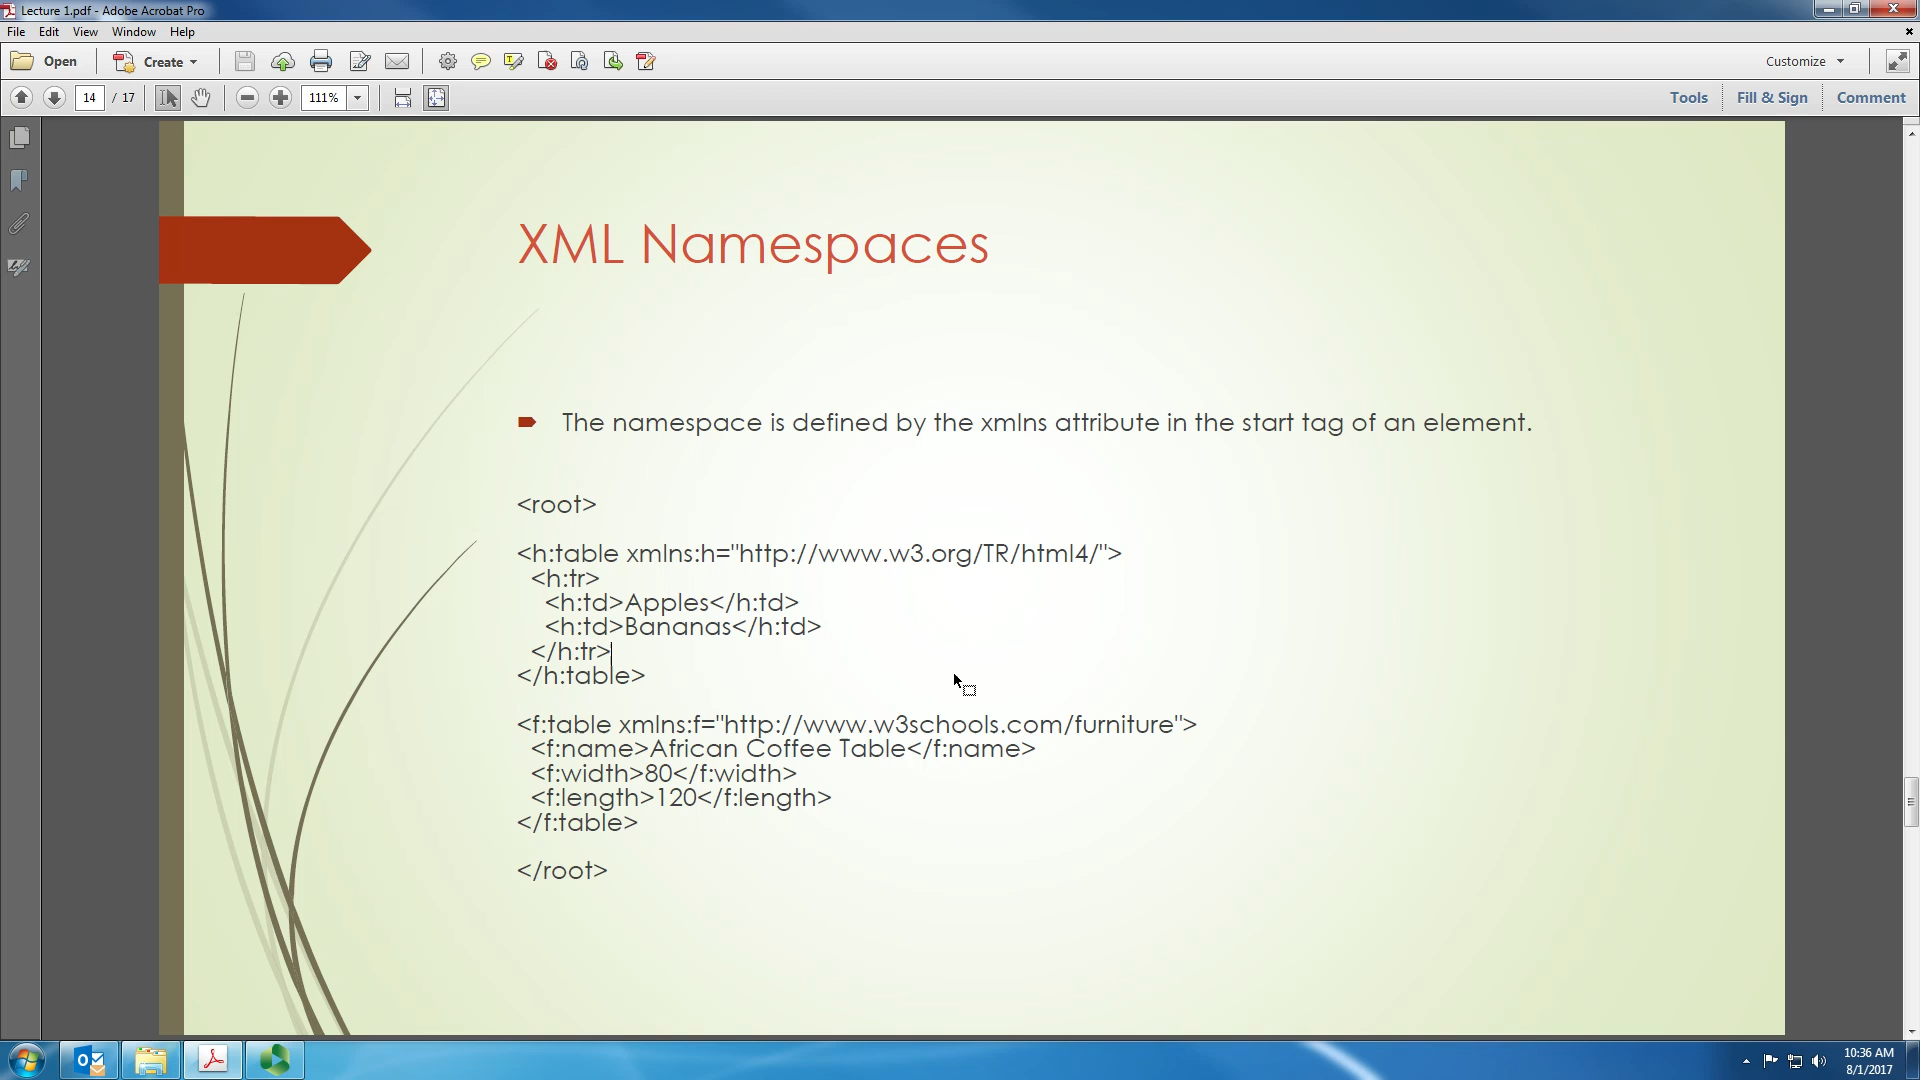 Lecture 1.pdf - Adobe Acrobat Pro
File Edit View Window Help
Open Create Customize
14 / 17 111% Tools Fill & Sign Comment
XML Namespaces
The namespace is defined by the xmlns attribute in the start tag of an element.
<root>
<h:table xmlns:h="http://www.w3.org/TR/html4/">
<h:tr>
<h:td>Apples</h:td>
<h:td>Bananas</h:td>
</h:tr>
</h:table>
<f:table xmlns:f="http://www.w3schools.com/furniture">
<f:name>African Coffee Table</f:name>
<f:width>80</f:width>
<f:length>120</f:length>
</f:table>
</root>
10:36 AM
8/1/2017